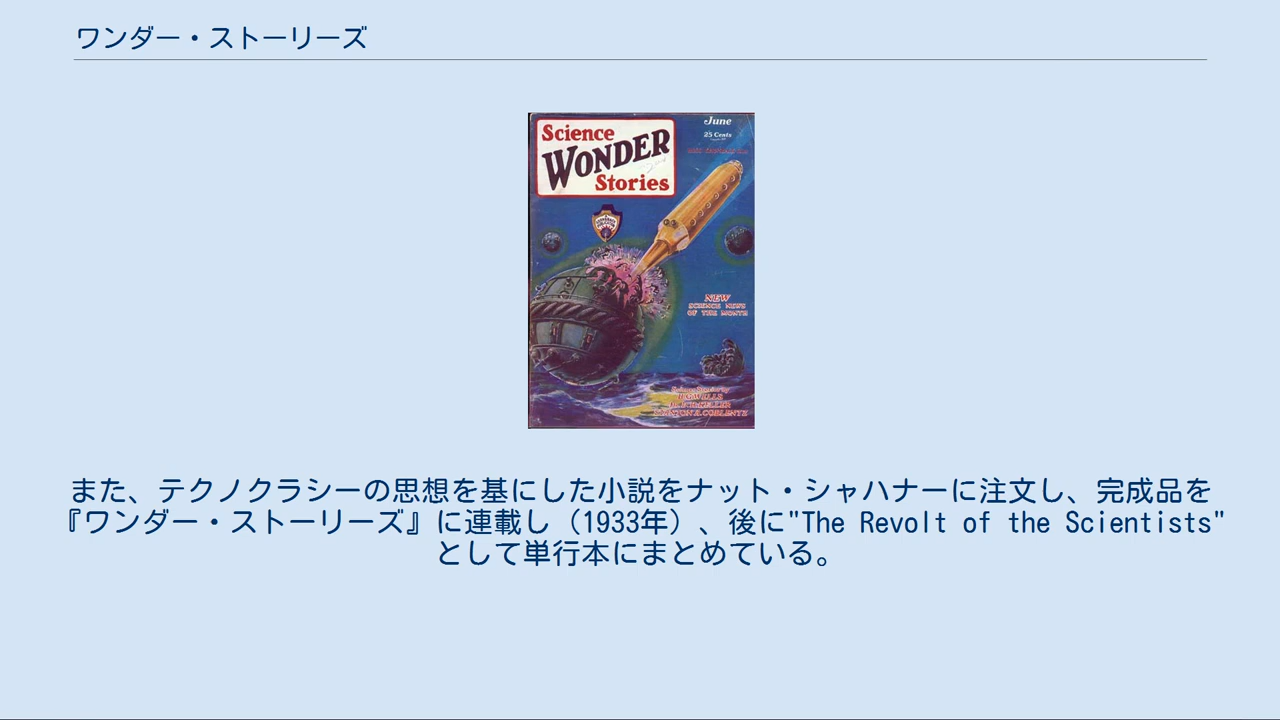 ワンダー・ストーリーズ
Science
WONDER
Stories
June
25 Cents
NEW
SCIENCE NEWS
OF THE MONTH
H.G.WELLS
STANTON A. COBLENTZ
また、テクノクラシーの思想を基にした小説をナット・シャハナーに注文し、完成品を
『ワンダー・ストーリーズ』に連載し（1933年）、後に"The Revolt of the Scientists"
として単行本にまとめている。